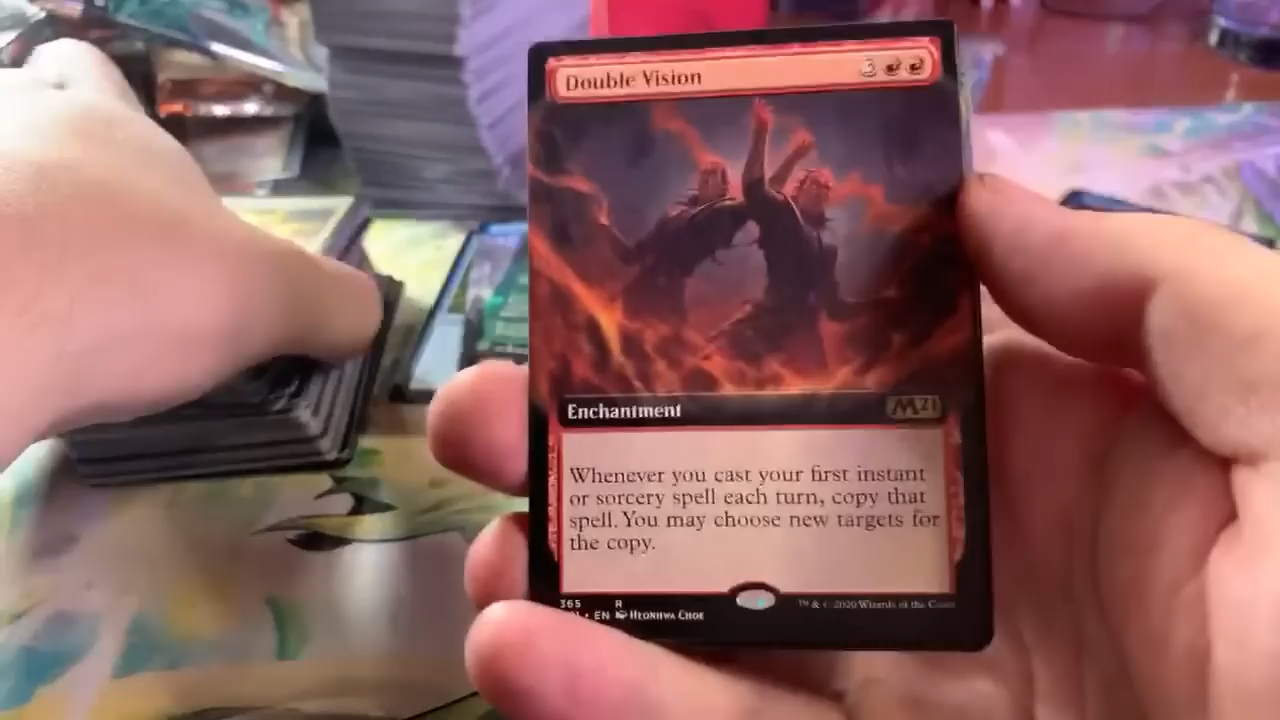 Double Vision 3
Enchantment M21
Whenever you cast your first instant
or sorcery spell each turn, copy that
spell. You may choose new targets for
the copy.
365 R
• EN Heonhwa Choe
™ & © 2020 Wizards of the Coast